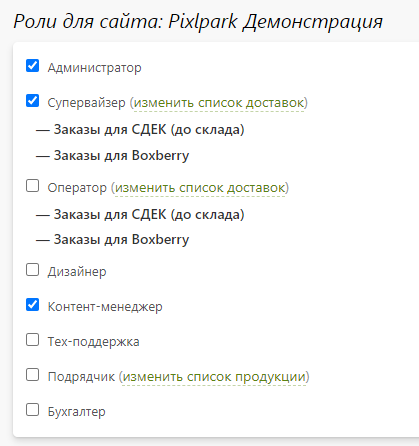 Роли для сайта: Pixlpark Демонстрация
Администратор
Супервайзер (изменить список доставок)
— Заказы для СДЕК (до склада)
— Заказы для Boxberry
Оператор (изменить список доставок)
— Заказы для СДЕК (до склада)
— Заказы для Boxberry
Дизайнер
Контент-менеджер
Тех-поддержка
Подрядчик (изменить список продукции)
Бухгалтер